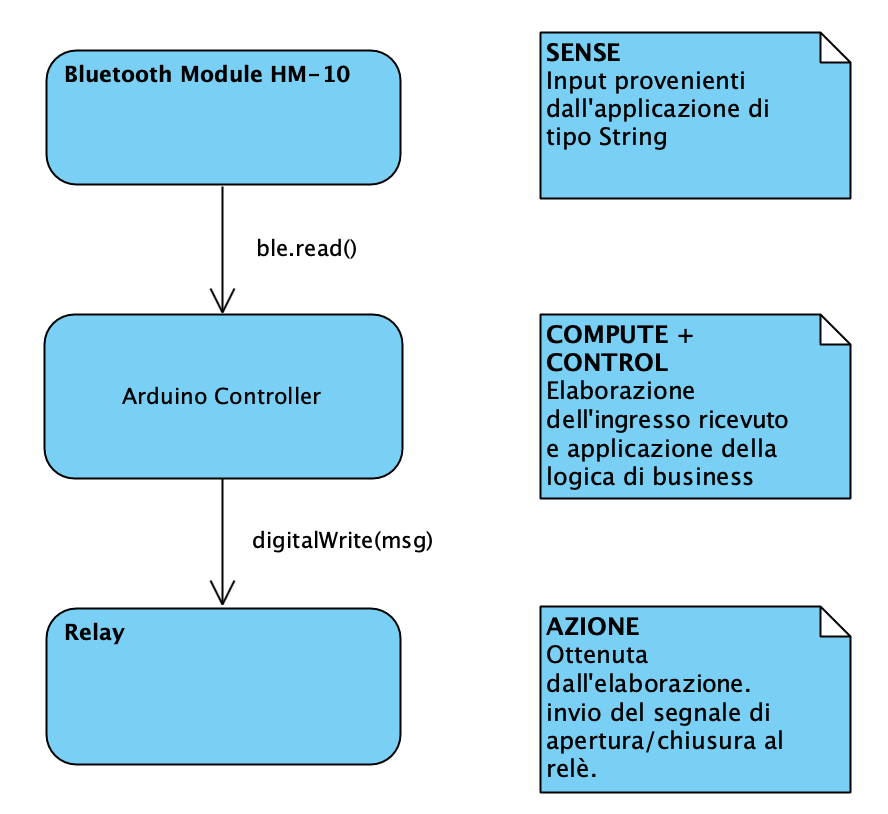 Bluetooth Module HM-10
SENSE
Input provenienti
dall'applicazione di
tipo String
ble.read()
Arduino Controller
COMPUTE +
CONTROL
Elaborazione
dell'ingresso ricevuto
e applicazione della
logica di business
digitalWrite(msg)
Relay
AZIONE
Ottenuta
dall'elaborazione.
invio del segnale di
apertura/chiusura al
relè.